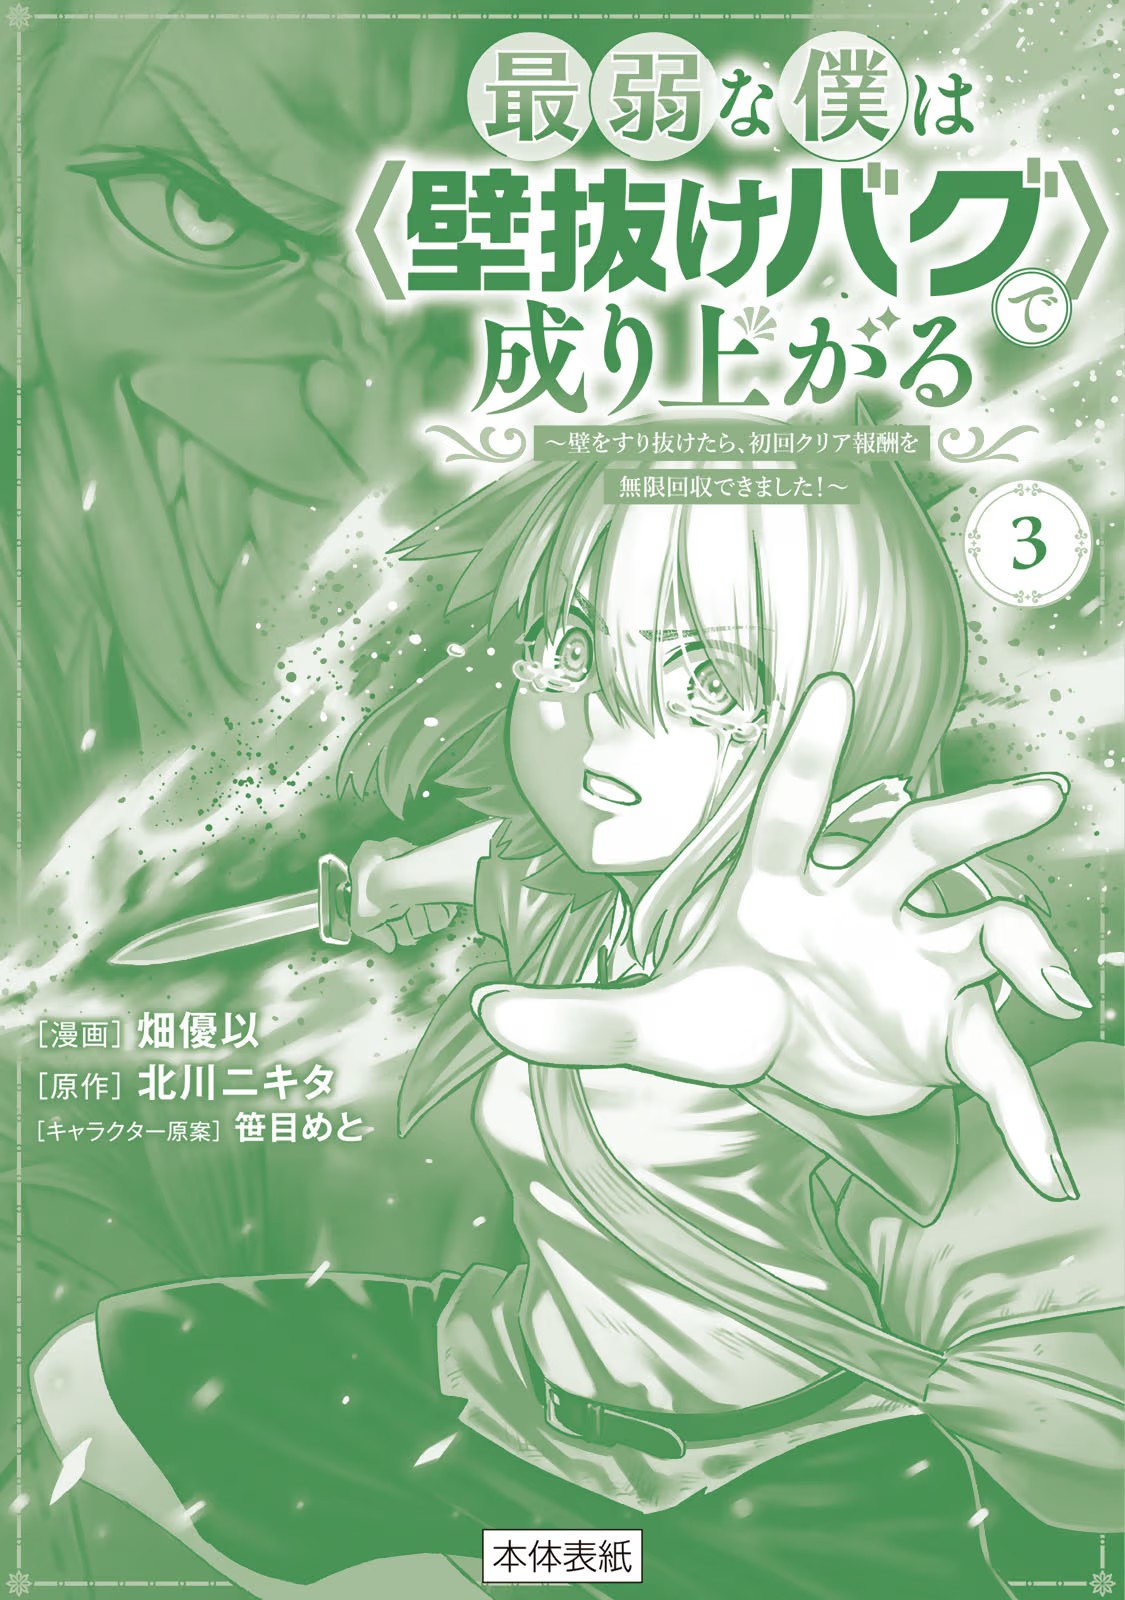 最弱な僕は
《壁抜けバグ》で
成り上がる
～壁をすり抜けたら、初回クリア報酬を
無限回収できました!～
3
[漫画] 畑優以
[原作] 北川ニキタ
[キャラクター原案] 笹目めと
本体表紙